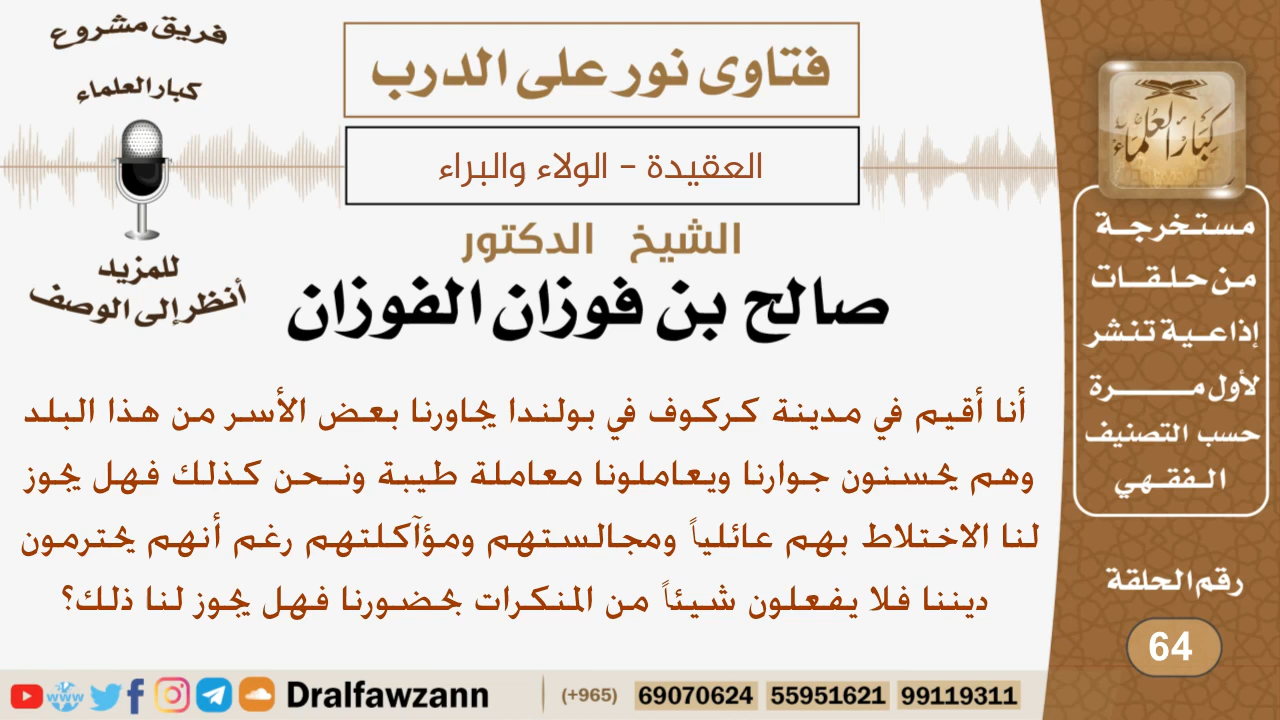 فريق مشروع
كبار العلماء
للمزيد
أنظر إلى الوصف
فتاوى نور على الدرب
العقيدة - الولاء والبراء
الشيخ الدكتور
صالح بن فوزان الفوزان
أنا أقيم في مدينة كركوف في بولندا يجاورنا بعض الأسر من هذا البلد
وهم يحسنون جوارنا ويعاملونا معاملة طيبة ونحن كذلك فهل يجوز
لنا الاختلاط بهم عائلياً ومجالستهم ومؤآكلتهم رغم أنهم يحترمون
ديننا فلا يفعلون شيئاً من المنكرات بحضورنا فهل يجوز لنا ذلك؟
كبار العلماء
مستخرجة
من حلقات
إذاعية تنشر
لأول مرة
حسب التصنيف
الفقهي
رقم الحلقة
64
www
Dralfawzann (+965) 69070624 55951621 99119311